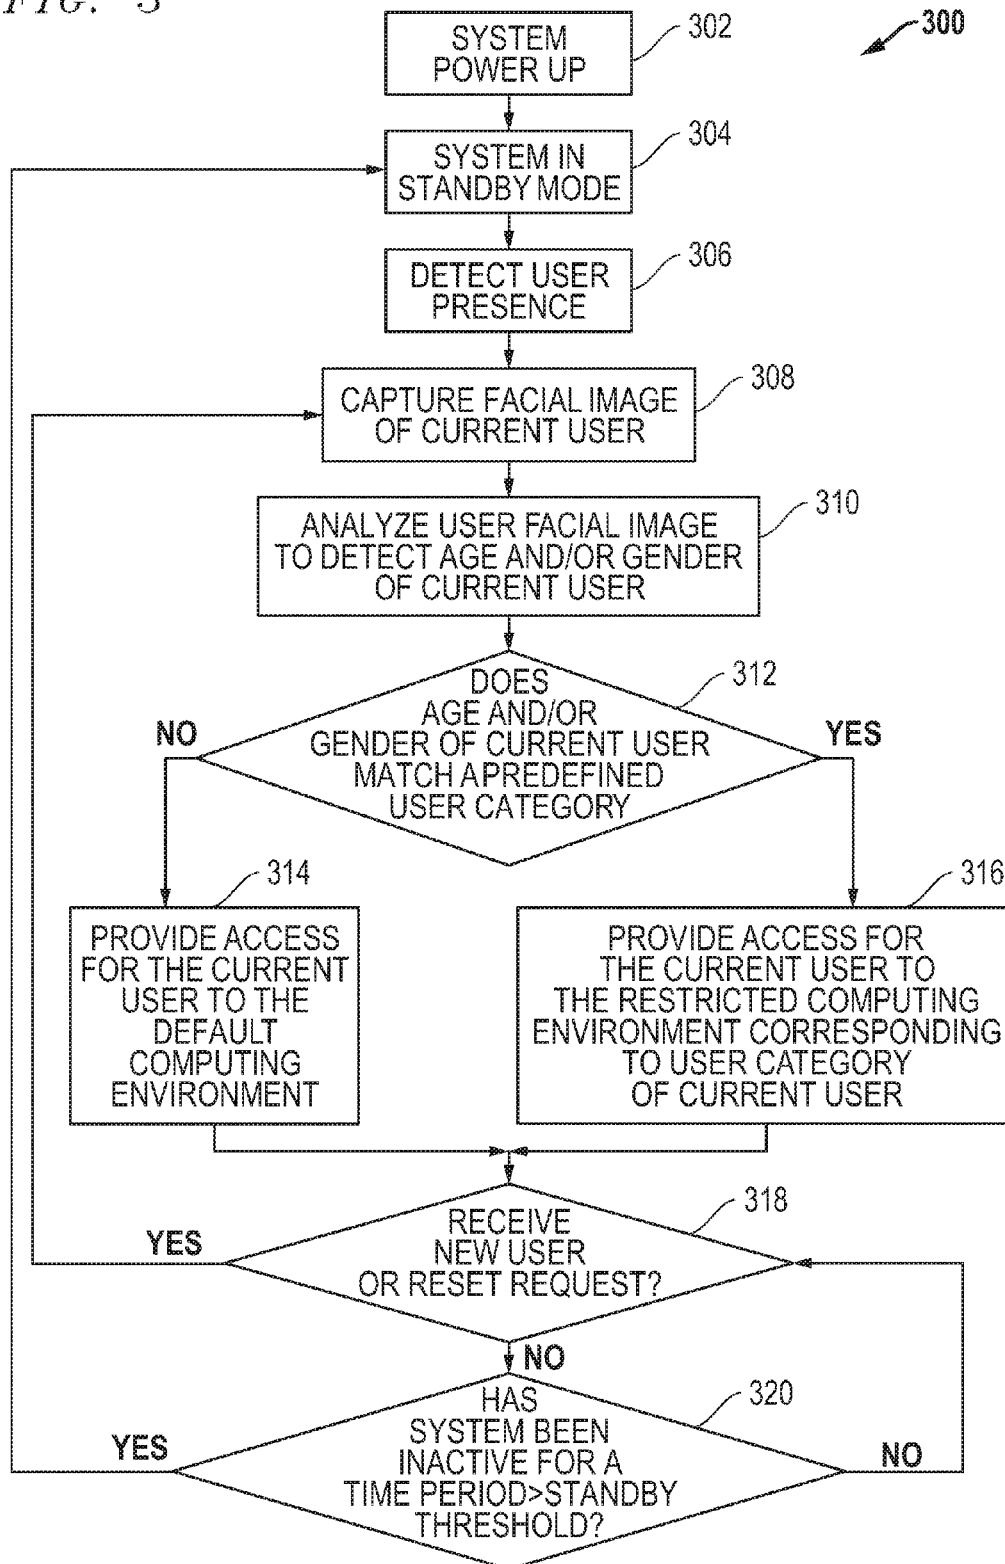 FIG. 3
300
SYSTEM
POWER UP
302
SYSTEM IN
STANDBY MODE
304
DETECT USER
PRESENCE
306
CAPTURE FACIAL IMAGE
OF CURRENT USER
308
ANALYZE USER FACIAL IMAGE
TO DETECT AGE AND/OR GENDER
OF CURRENT USER
310
DOES
AGE AND/OR
GENDER OF CURRENT USER
MATCH APREDEFINED
USER CATEGORY
312
NO
YES
314
PROVIDE ACCESS
FOR THE CURRENT
USER TO THE
DEFAULT
COMPUTING
ENVIRONMENT
316
PROVIDE ACCESS FOR
THE CURRENT USER TO
THE RESTRICTED COMPUTING
ENVIRONMENT CORRESPONDING
TO USER CATEGORY
OF CURRENT USER
318
RECEIVE
NEW USER
OR RESET REQUEST?
YES
NO
320
HAS
SYSTEM BEEN
INACTIVE FOR A
TIME PERIOD>STANDBY
THRESHOLD?
YES
NO